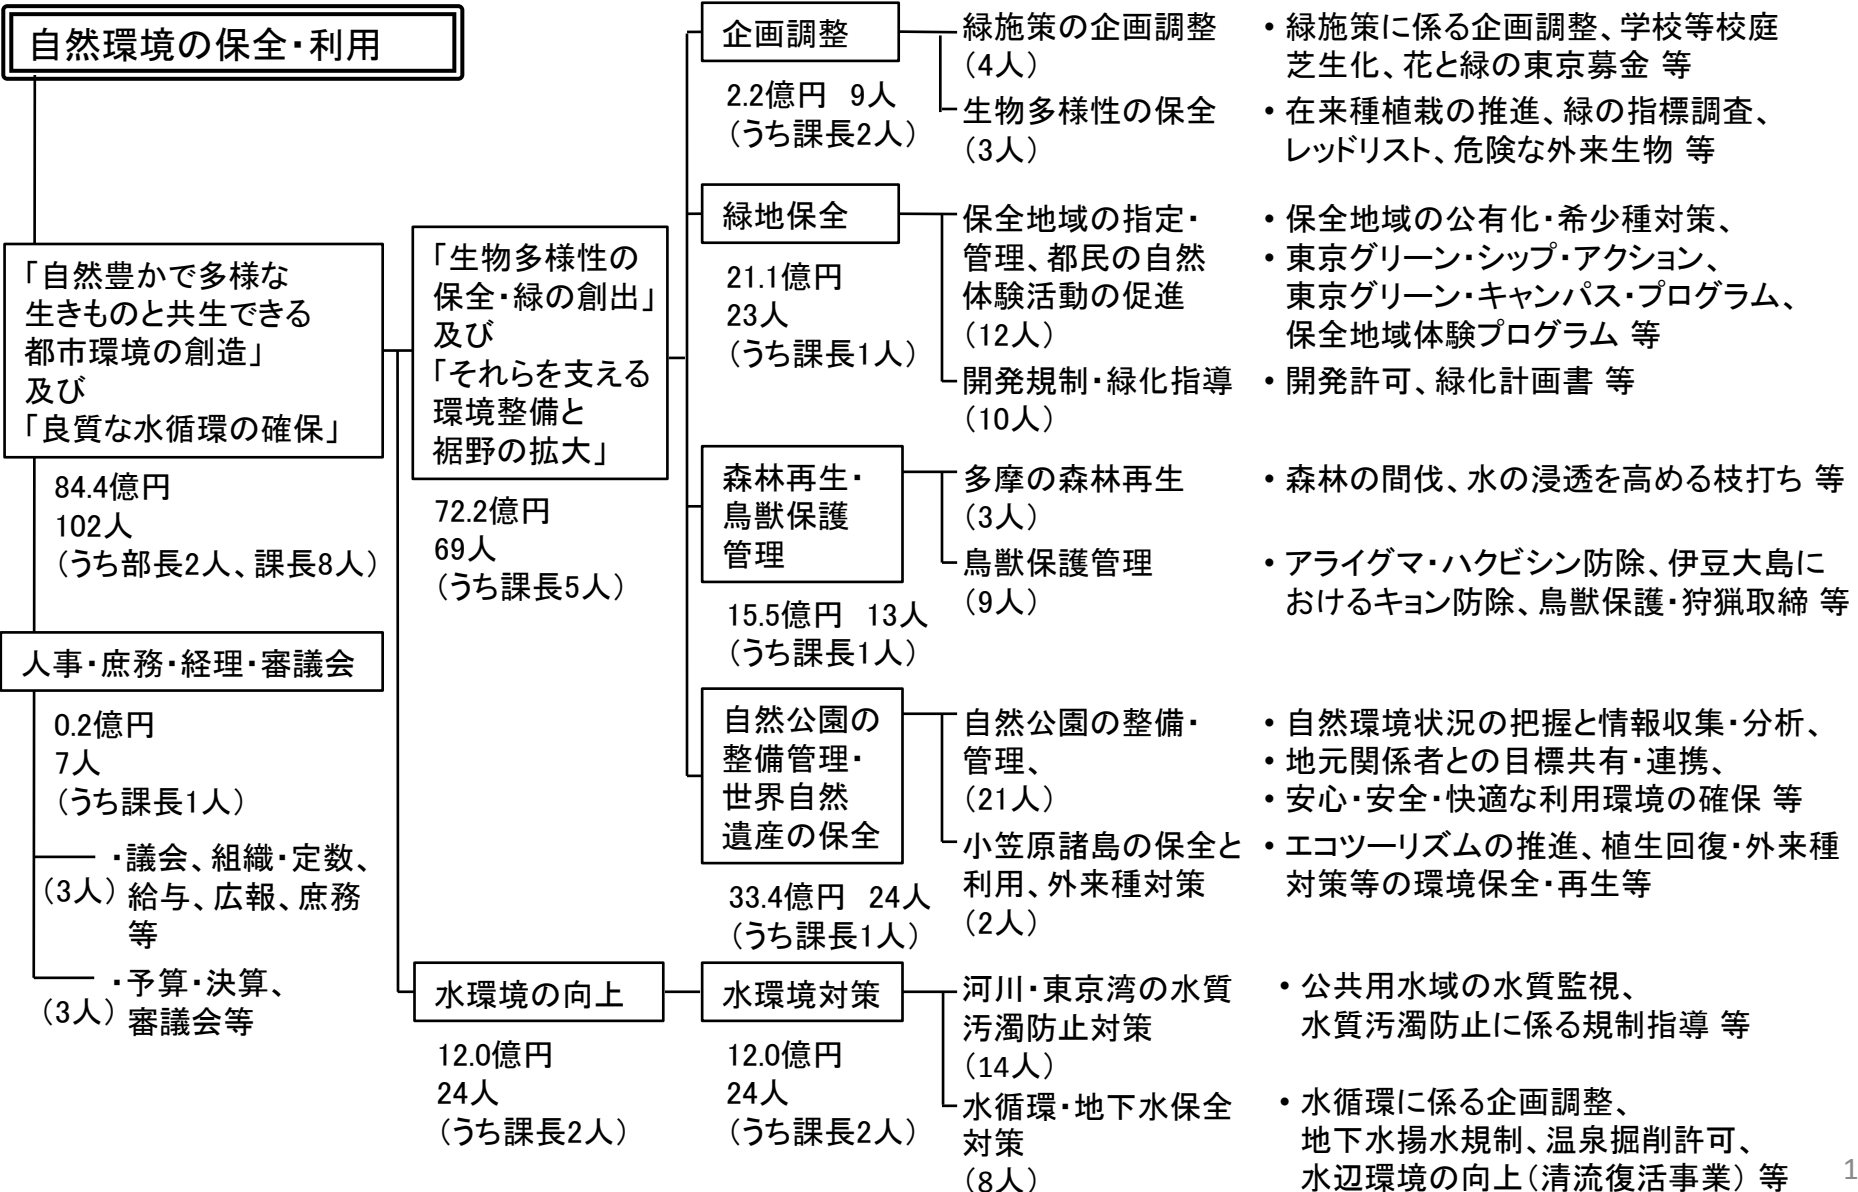 自然環境の保全・利用
「自然豊かで多様な
生きものと共生できる
都市環境の創造」
及び
「良質な水循環の確保」
84.4億円
102人
(うち部長2人、課長8人)
人事・庶務・経理・審議会
0.2億円
7人
(うち課長1人)
・議会、組織・定数、
(3人)
給与、広報、庶務
等
・予算・決算、
(3人)
審議会等
「生物多様性の
保全・緑の創出」
及び
「それらを支える
環境整備と
裾野の拡大」
72.2億円
69人
(うち課長5人)
水環境の向上
12.0億円
24人
(うち課長2人)
企画調整
2.2億円 9人
(うち課長2人)
緑施策の企画調整
(4人)
• 緑施策に係る企画調整、学校等校庭
芝生化、花と緑の東京募金 等
生物多様性の保全
(3人)
• 在来種植栽の推進、緑の指標調査、
レッドリスト、危険な外来生物 等
緑地保全
21.1億円
23人
(うち課長1人)
保全地域の指定・
管理、都民の自然
体験活動の促進
(12人)
• 保全地域の公有化・希少種対策、
• 東京グリーン・シップ・アクション、
東京グリーン・キャンパス・プログラム、
保全地域体験プログラム 等
開発規制・緑化指導
(10人)
• 開発許可、緑化計画書 等
森林再生・
鳥獣保護
管理
15.5億円 13人
(うち課長1人)
多摩の森林再生
(3人)
• 森林の間伐、水の浸透を高める枝打ち 等
鳥獣保護管理
(9人)
• アライグマ・ハクビシン防除、伊豆大島に
おけるキョン防除、鳥獣保護・狩猟取締 等
自然公園の
整備管理・
世界自然
遺産の保全
33.4億円 24人
(うち課長1人)
自然公園の整備・
管理、
(21人)
• 自然環境状況の把握と情報収集・分析、
• 地元関係者との目標共有・連携、
• 安心・安全・快適な利用環境の確保 等
小笠原諸島の保全と
利用、外来種対策
(2人)
• エコツーリズムの推進、植生回復・外来種
対策等の環境保全・再生等
水環境対策
12.0億円
24人
(うち課長2人)
河川・東京湾の水質
汚濁防止対策
(14人)
• 公共用水域の水質監視、
水質汚濁防止に係る規制指導 等
水循環・地下水保全
対策
(8人)
• 水循環に係る企画調整、
地下水揚水規制、温泉掘削許可、
水辺環境の向上(清流復活事業) 等
1